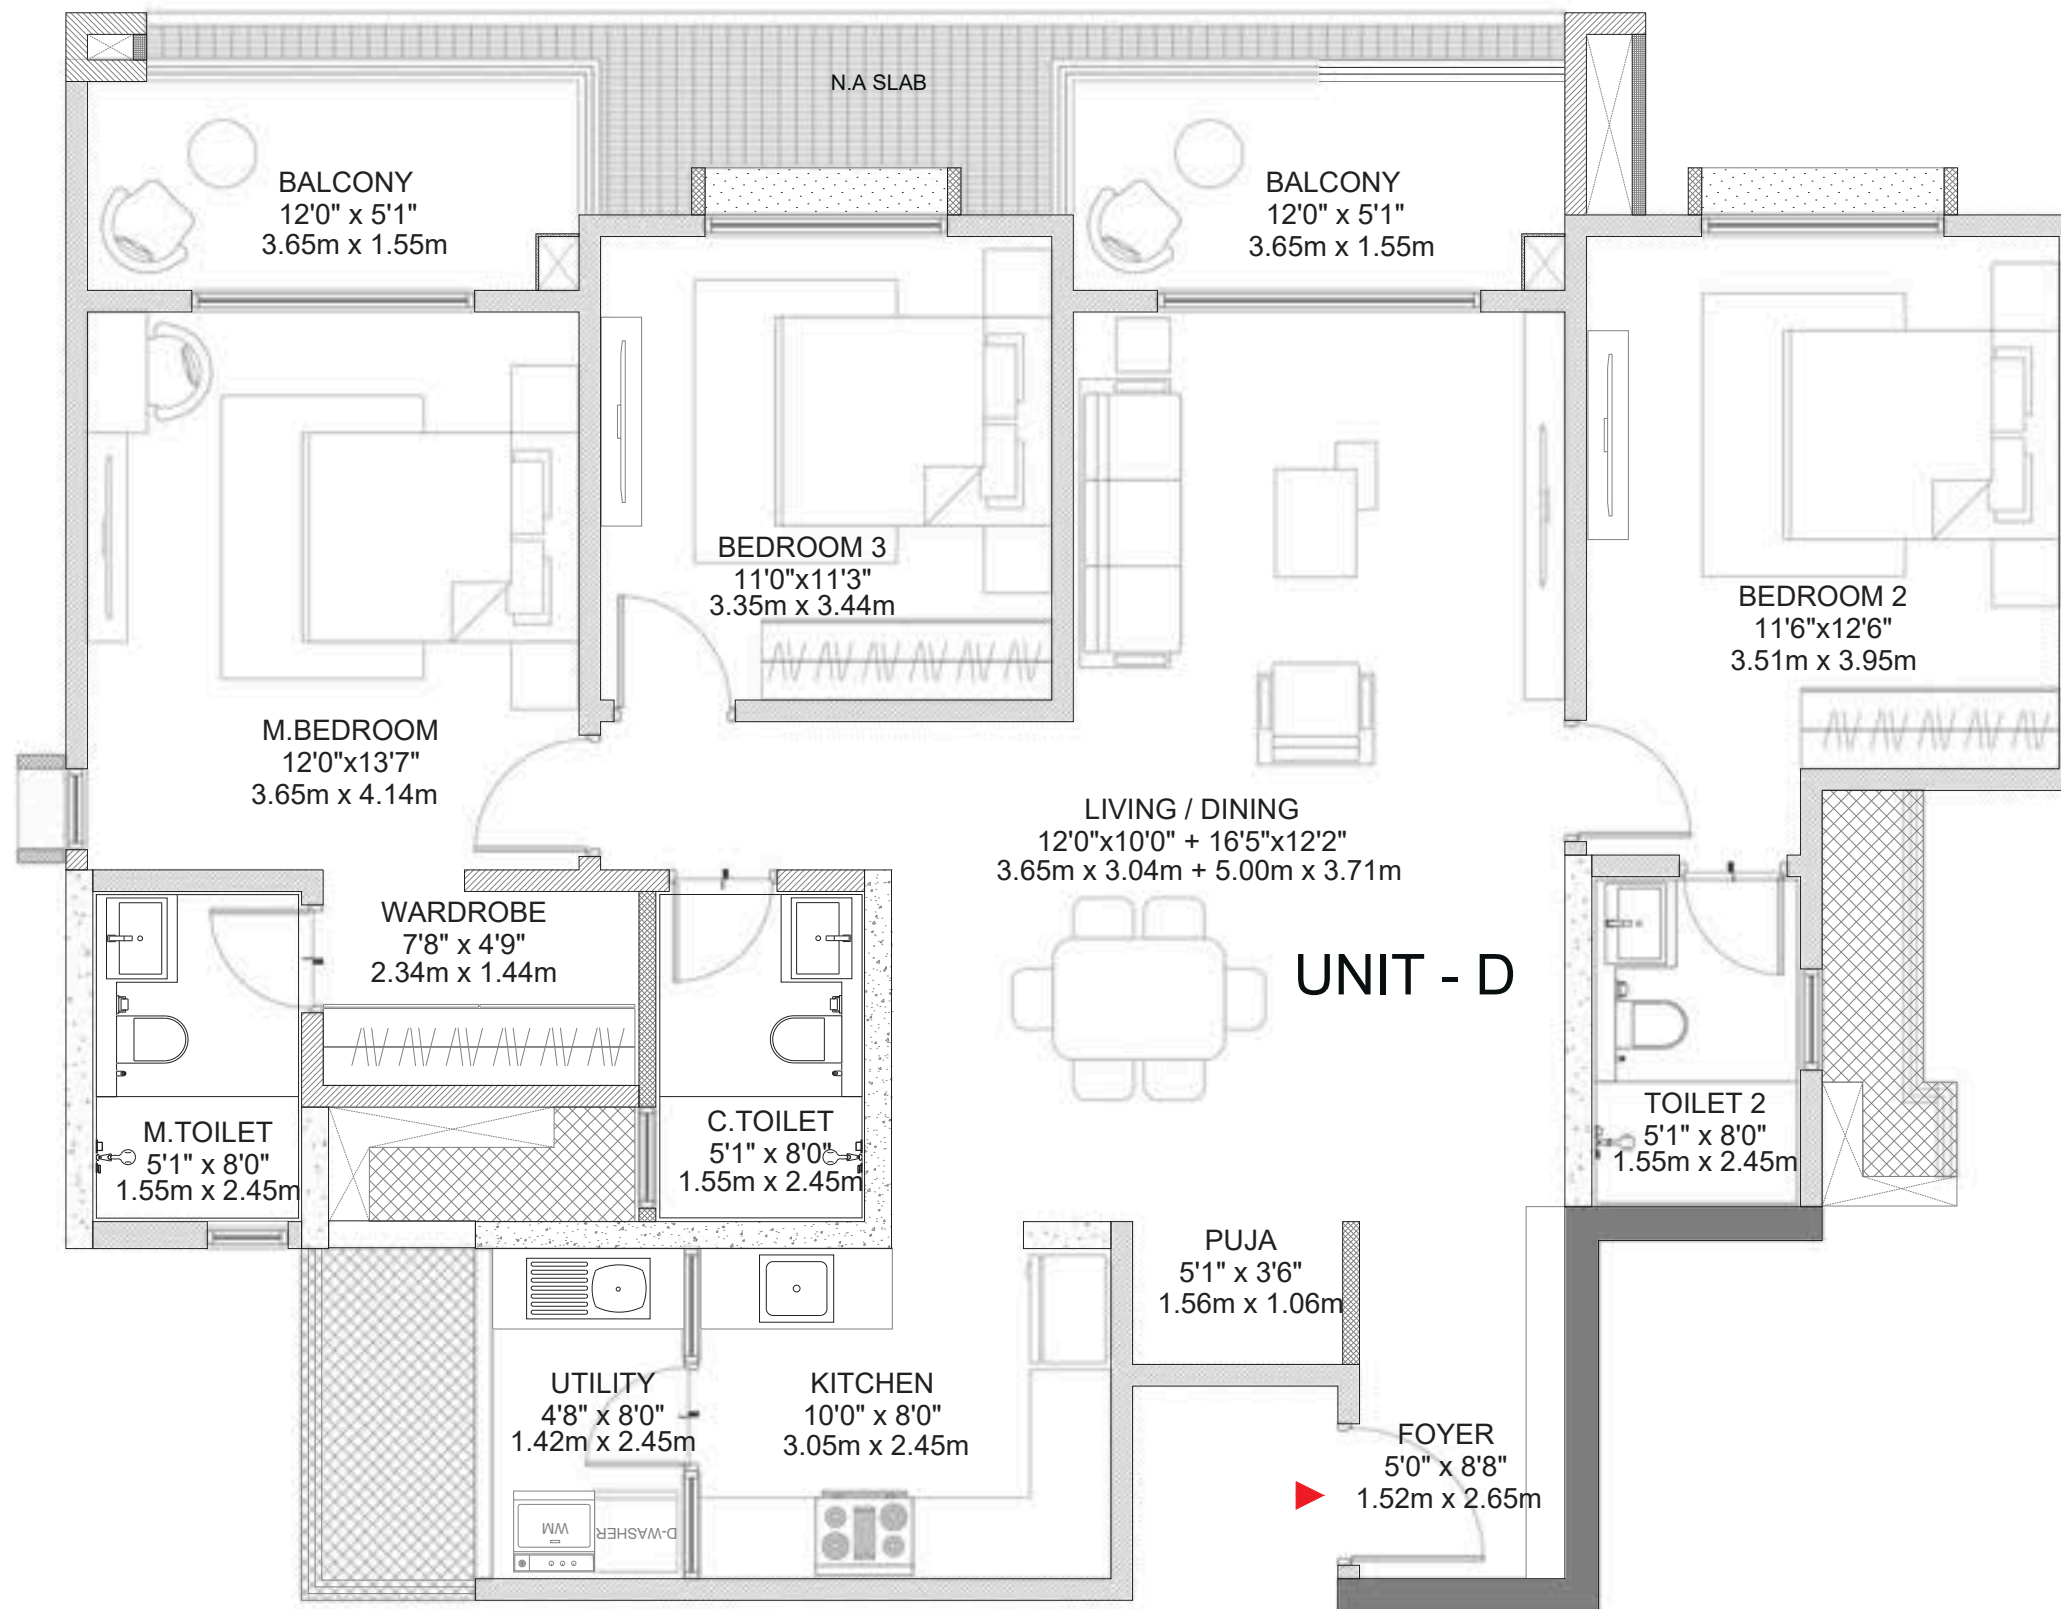 N.A SLAB
BALCONY
12'0" x 5'1"
3.65m x 1.55m
BALCONY
12'0" x 5'1"
3.65m x 1.55m
BEDROOM 3
11'0"x11'3"
3.35m x 3.44m
BEDROOM 2
11'6"x12'6"
3.51m x 3.95m
M.BEDROOM
12'0"x13'7"
3.65m x 4.14m
LIVING / DINING
12'0"x10'0" + 16'5"x12'2"
3.65m x 3.04m + 5.00m x 3.71m
WARDROBE
7'8" x 4'9"
2.34m x 1.44m
UNIT - D
M.TOILET
5'1" x 8'0"
1.55m x 2.45m
C.TOILET
5'1" x 8'0"
1.55m x 2.45m
TOILET 2
5'1" x 8'0"
1.55m x 2.45m
PUJA
5'1" x 3'6"
1.56m x 1.06m
UTILITY
4'8" x 8'0"
1.42m x 2.45m
KITCHEN
10'0" x 8'0"
3.05m x 2.45m
FOYER
5'0" x 8'8"
1.52m x 2.65m
WM
D-WASHER